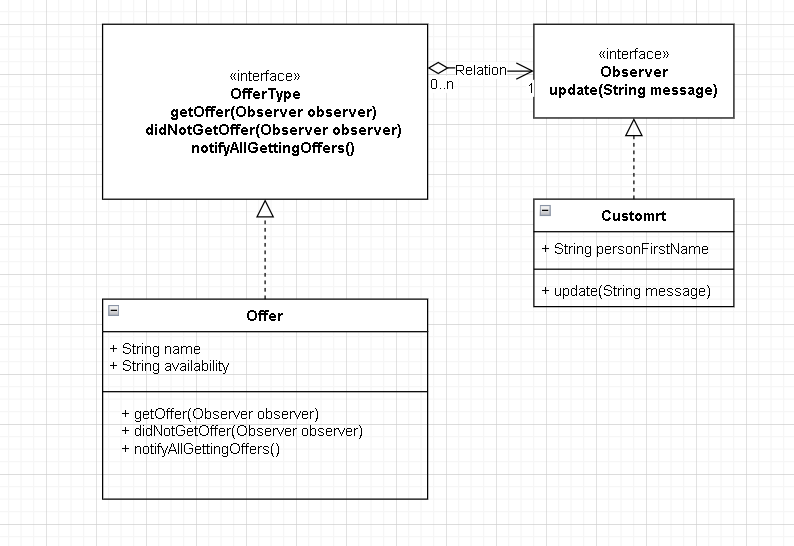 «interface»
OfferType
getOffer(Observer observer)
didNotGetOffer(Observer observer)
notifyAllGettingOffers()
Relation
0..n
1
«interface»
Observer
update(String message)
Customrt
+ String personFirstName
+ update(String message)
Offer
+ String name
+ String availability
+ getOffer(Observer observer)
+ didNotGetOffer(Observer observer)
+ notifyAllGettingOffers()